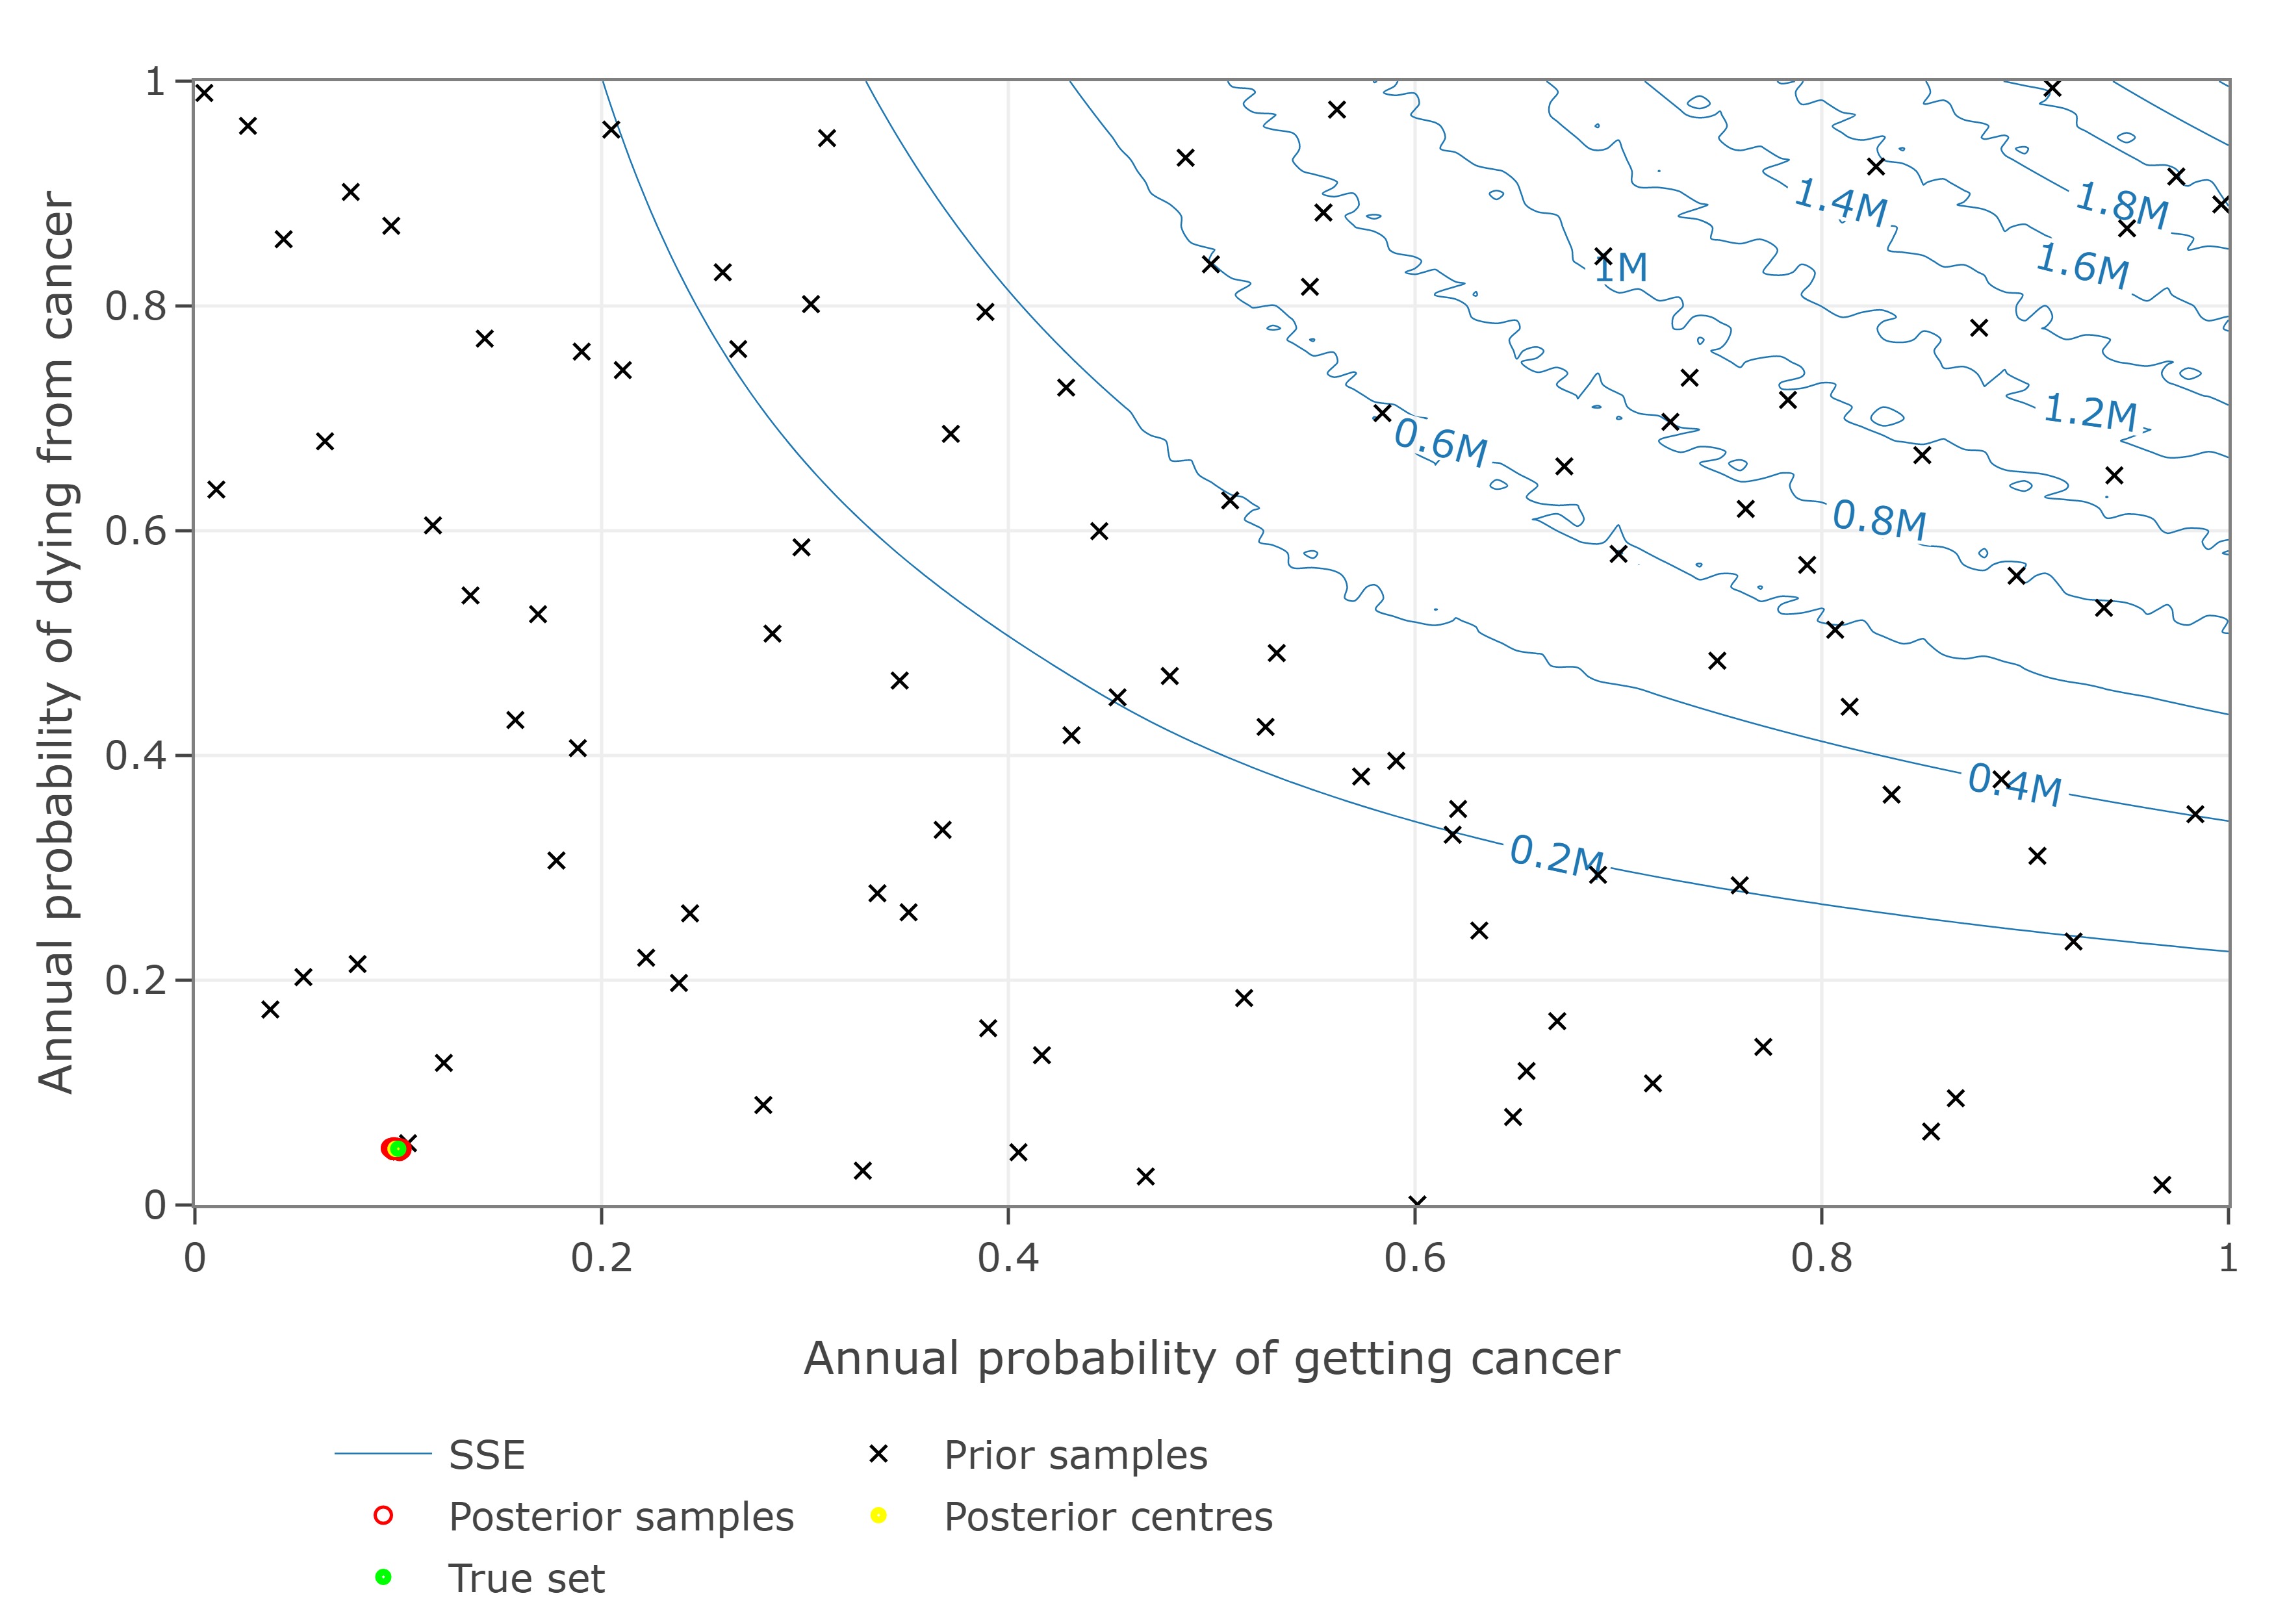 1
0.8
0.6
0.4
0.2
0
Annual probability of dying from cancer
1.4M
1.8M
1M
1.6M
1.2M
0.6M
0.8M
0.4M
0.2M
0 0.2 0.4 0.6 0.8 1
Annual probability of getting cancer
SSE
Prior samples
Posterior samples
Posterior centres
True set